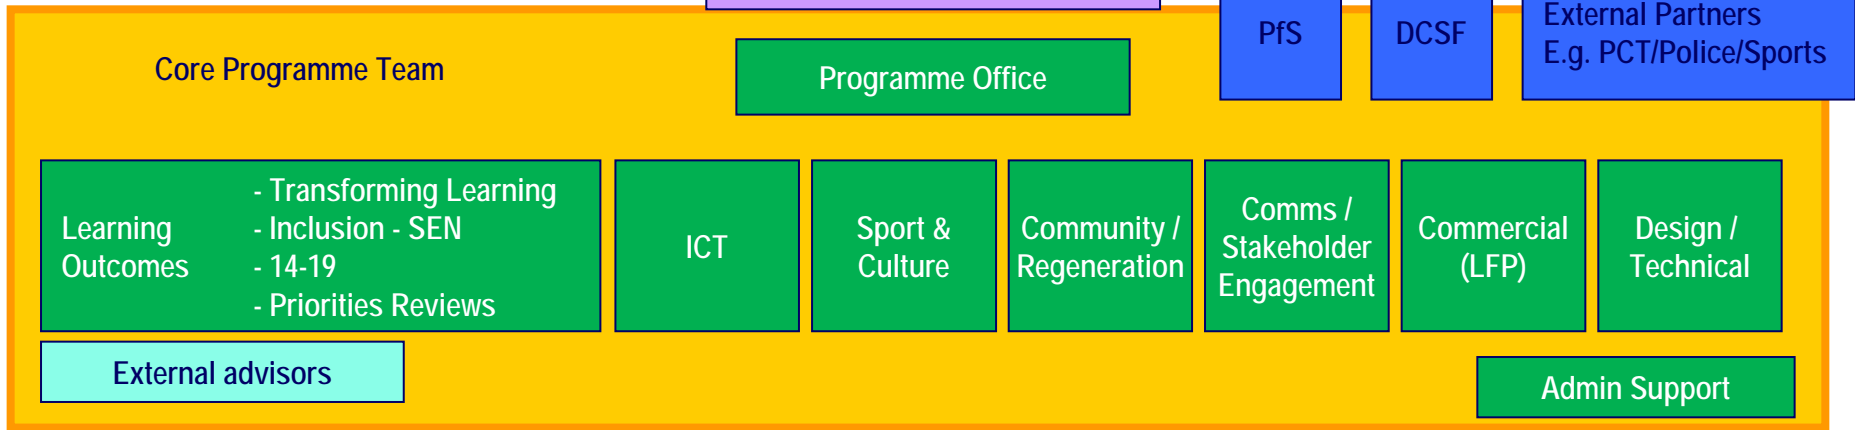 External Partners
E.g. PCT/Police/Sports
PfS
DCSF
Core Programme Team
Programme Office
Learning
Outcomes
- Transforming Learning
- Inclusion - SEN
- 14-19
- Priorities Reviews
ICT
Sport &
Culture
Community /
Regeneration
Comms /
Stakeholder
Engagement
Commercial
(LFP)
Design /
Technical
External advisors
Admin Support